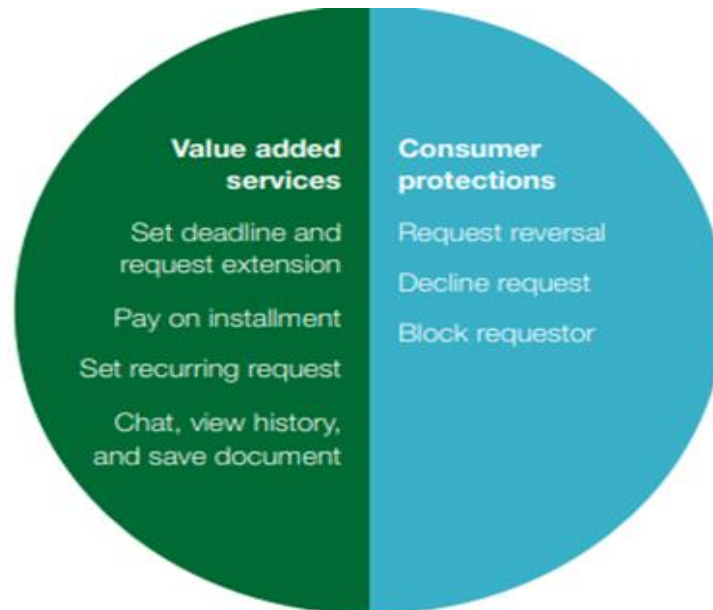 Value added
services
Set deadline and
request extension
Pay on installment
Set recurring request
Chat, view history,
and save document
Consumer
protections
Request reversal
Decline request
Block requestor